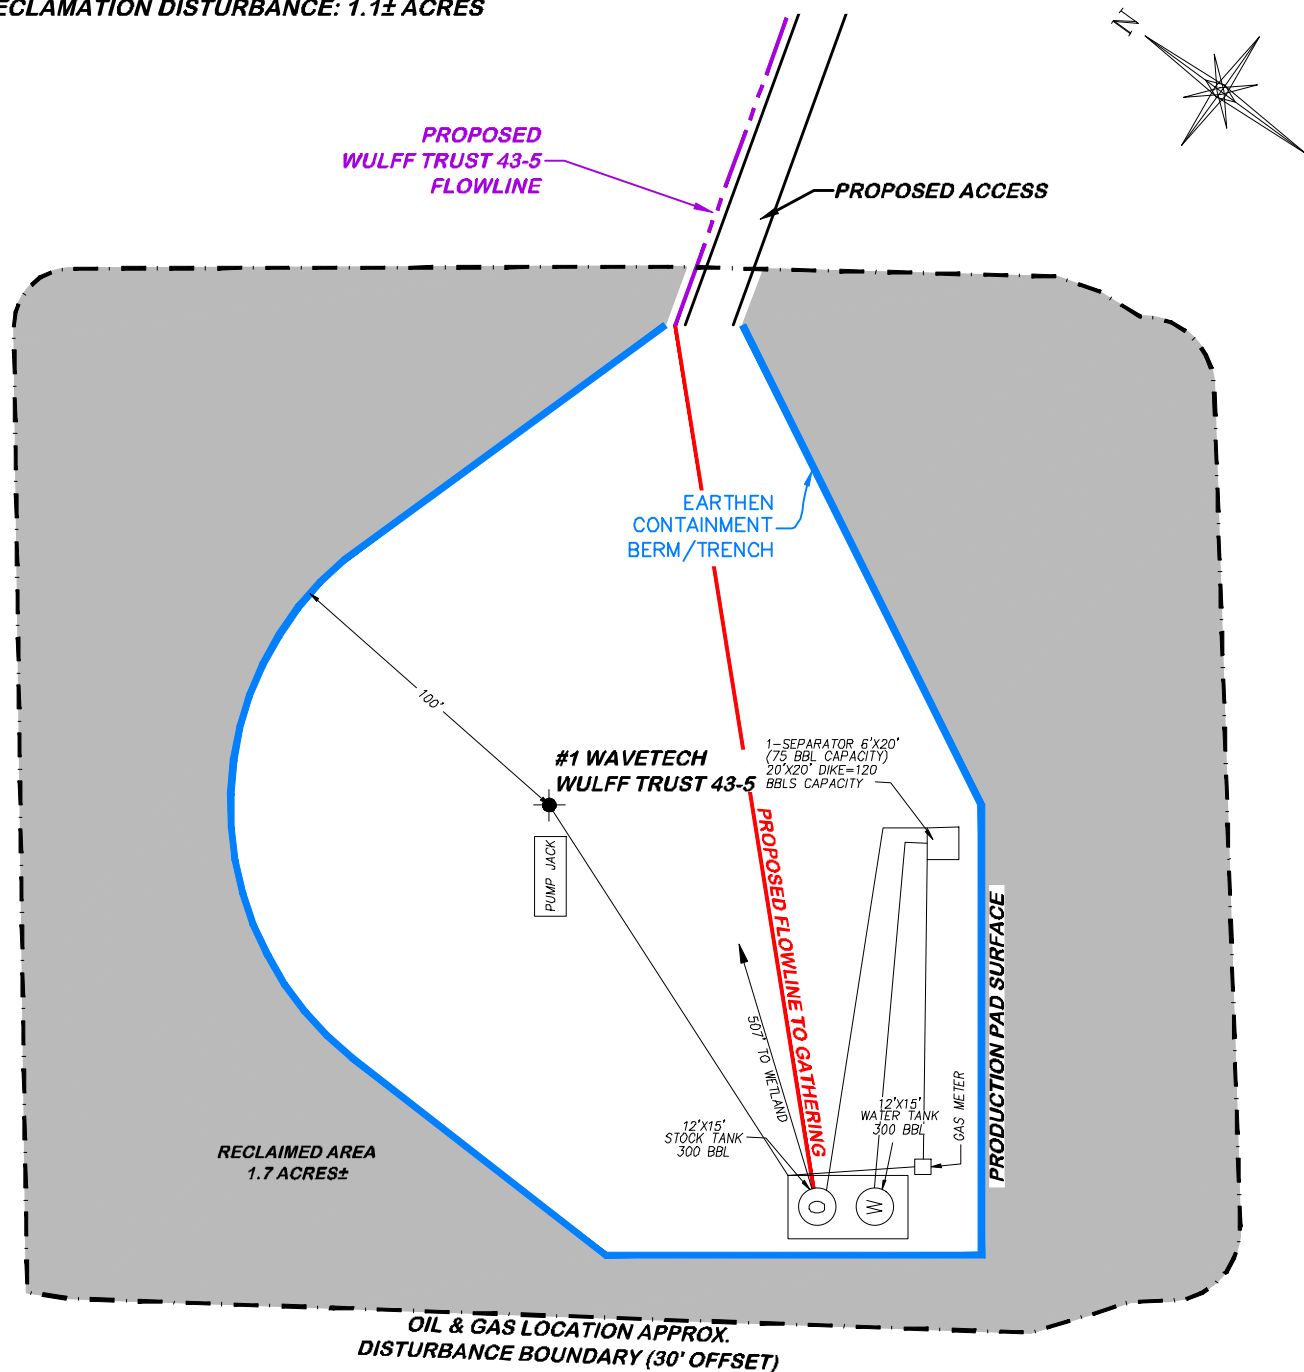 ECLAMATION DISTURBANCE: 1.1± ACRES
N
PROPOSED
WULFF TRUST 43-5
FLOWLINE
PROPOSED ACCESS
EARTHEN
CONTAINMENT
BERM/TRENCH
100'
#1 WAVETECH
WULFF TRUST 43-5
1-SEPARATOR 6'X20'
(75 BBL CAPACITY)
20'X20' DIKE=120
BBLS CAPACITY
PUMP JACK
PROPOSED FLOWLINE TO GATHERING
507' TO WETLAND
PRODUCTION PAD SURFACE
GAS METER
12'X15'
WATER TANK
300 BBL
12'X15'
STOCK TANK
300 BBL
O
W
RECLAIMED AREA
1.7 ACRES±
OIL & GAS LOCATION APPROX.
DISTURBANCE BOUNDARY (30' OFFSET)